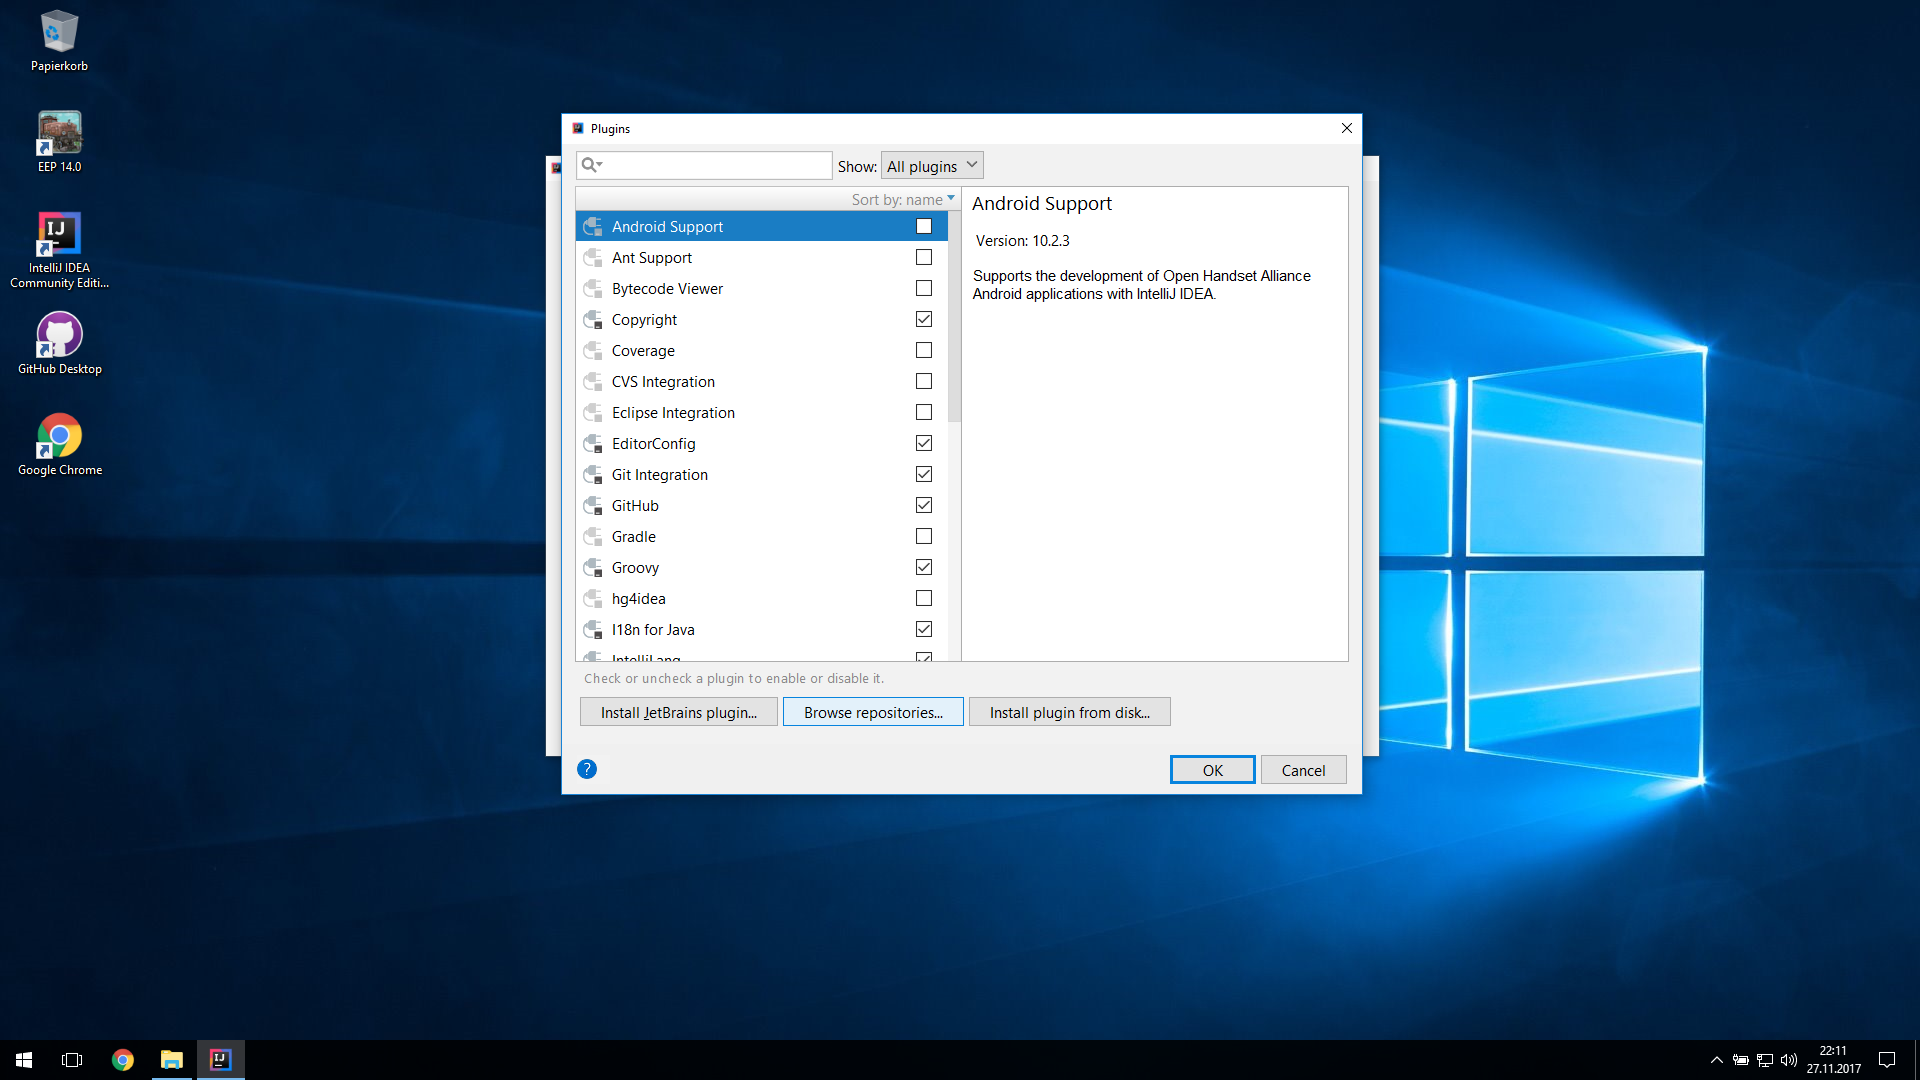 Papierkorb
EEP 14.0
IJ
IntelliJ IDEA
Community Editi...
GitHub Desktop
Google Chrome
Plugins
Show: All plugins
Sort by: name
Android Support
Ant Support
Bytecode Viewer
Copyright
Coverage
CVS Integration
Eclipse Integration
EditorConfig
Git Integration
GitHub
Gradle
Groovy
hg4idea
I18n for Java
IntelliLang
Android Support
Version: 10.2.3
Supports the development of Open Handset Alliance
Android applications with IntelliJ IDEA.
Check or uncheck a plugin to enable or disable it.
Install JetBrains plugin...
Browse repositories...
Install plugin from disk...
?
OK
Cancel
IJ
22:11
27.11.2017